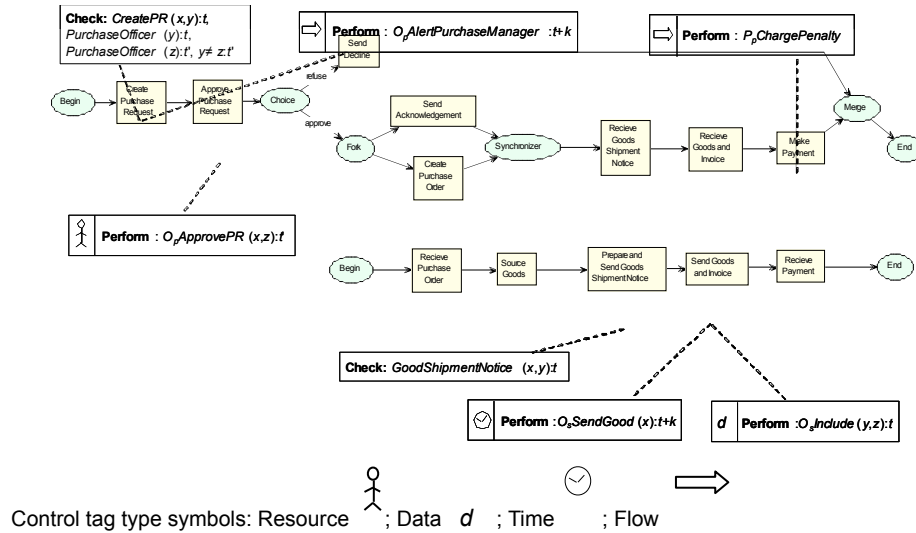 Check: CreatePR (x,y):t,
PurchaseOfficer (y):t,
PurchaseOfficer (z):t', y≠ z:t'
Perform : OpAlertPurchaseManager :t+k
Perform : PpChargePenalty
Send
Decline
refuse
Begin
Create
Purchase
Request
Approve
Purchase
Request
Choice
approve
Send
Acknowledgement
Fork
Create
Purchase
Order
Synchronizer
Recieve
Goods
Shipment
Notice
Recieve
Goods and
Invoice
Make
Payment
Merge
End
Perform : OpApprovePR (x,z):t'
Begin
Recieve
Purchase
Order
Source
Goods
Prepare and
Send Goods
Shipment Notice
Send Goods
and Invoice
Recieve
Payment
End
Check: GoodShipmentNotice (x,y):t
Perform :OsSendGood (x):t+k
d Perform :OsInclude (y,z):t
Control tag type symbols: Resource ; Data d ; Time ; Flow